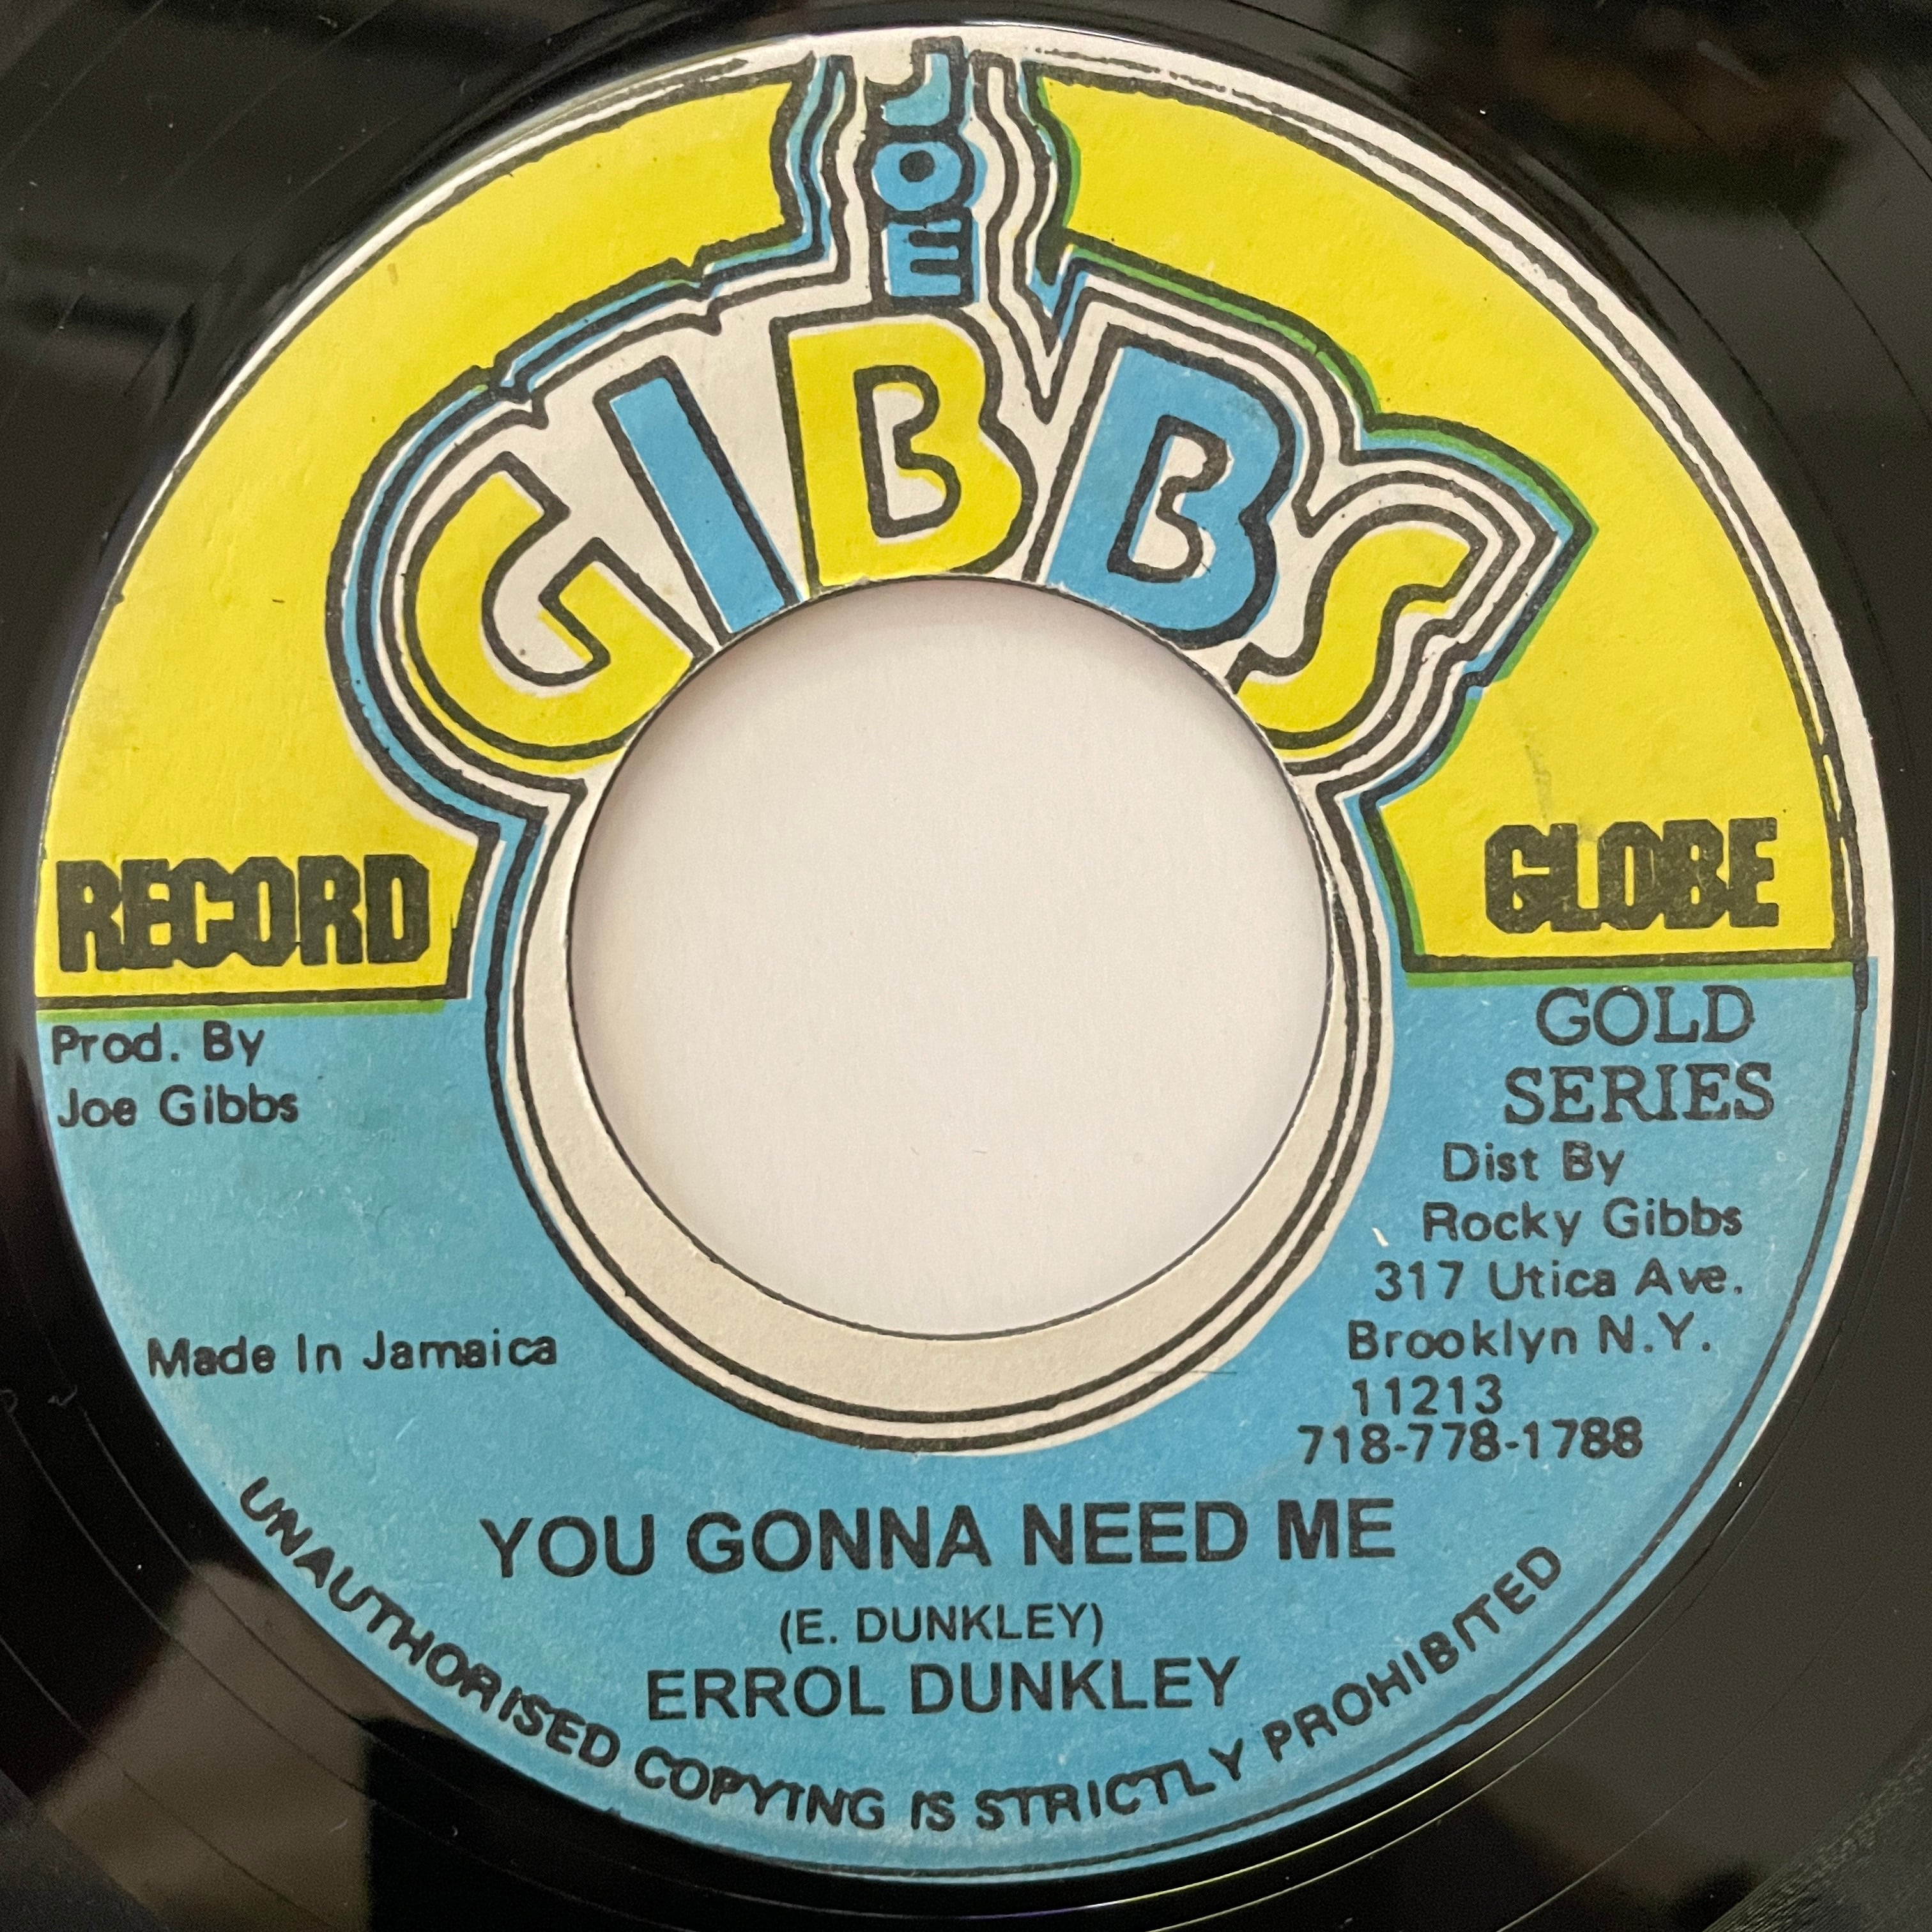 JOE
GIBBS
RECORD
GLOBE
Prod. By
Joe Gibbs
GOLD
SERIES
Dist By
Rocky Gibbs
317 Utica Ave.
Brooklyn N.Y.
11213
718-778-1788
Made In Jamaica
YOU GONNA NEED ME
(E. DUNKLEY)
ERROL DUNKLEY
UNAUTHORISED COPYING IS STRICTLY PROHIBITED